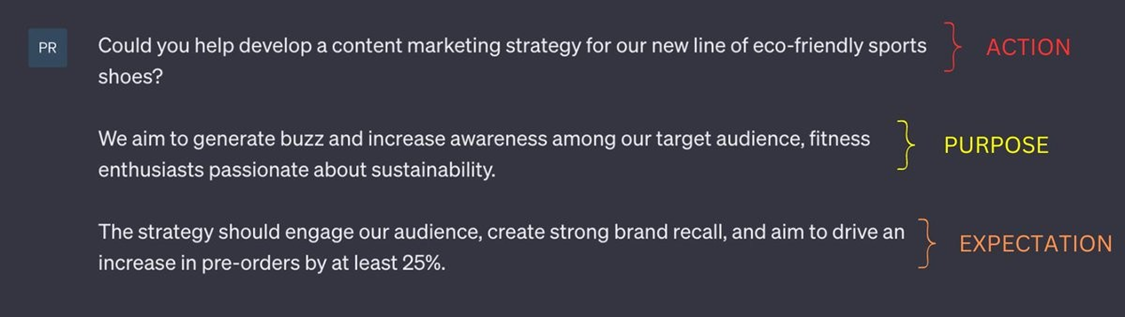 PR
Could you help develop a content marketing strategy for our new line of eco-friendly sports
shoes?
ACTION
We aim to generate buzz and increase awareness among our target audience, fitness
enthusiasts passionate about sustainability.
PURPOSE
The strategy should engage our audience, create strong brand recall, and aim to drive an
increase in pre-orders by at least 25%.
EXPECTATION